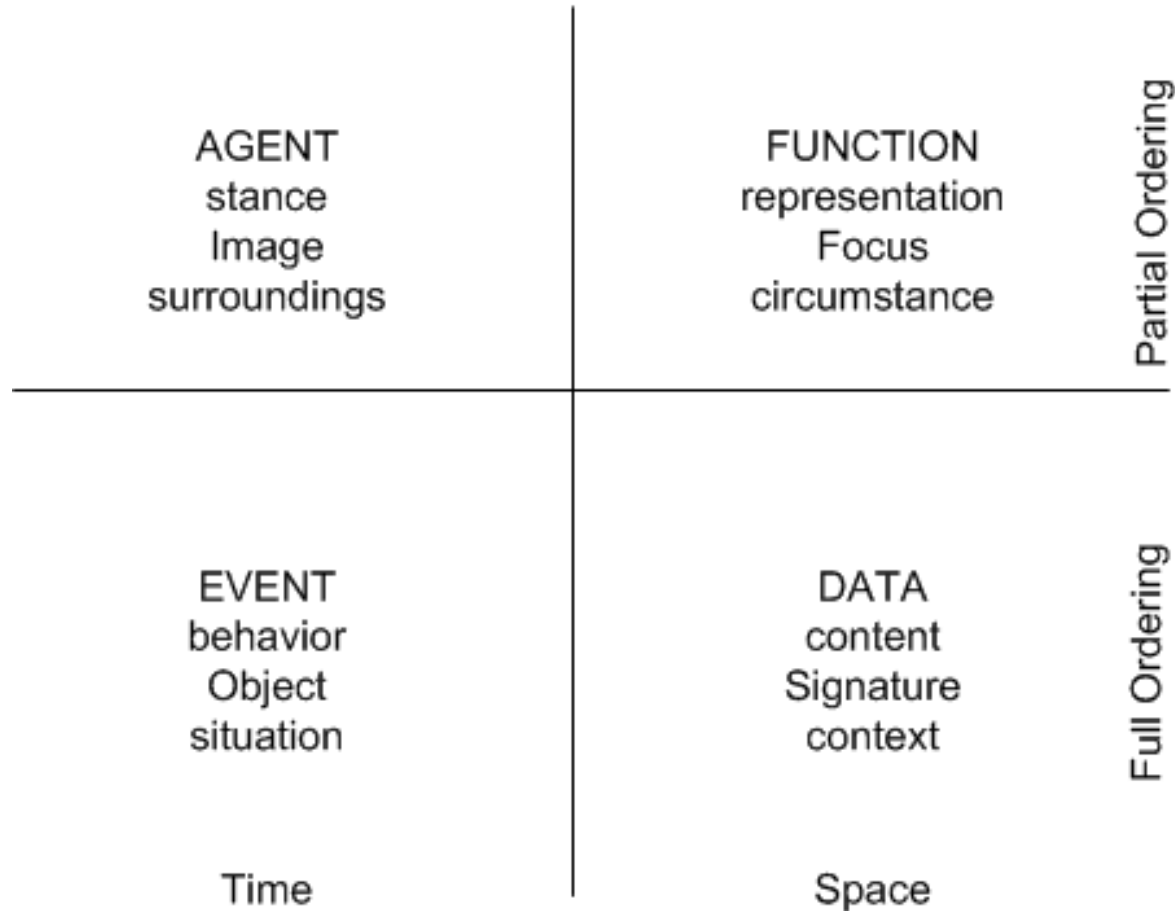 AGENT
stance
Image
surroundings
FUNCTION
representation
Focus
circumstance
Partial Ordering
EVENT
behavior
Object
situation
DATA
content
Signature
context
Full Ordering
Time
Space